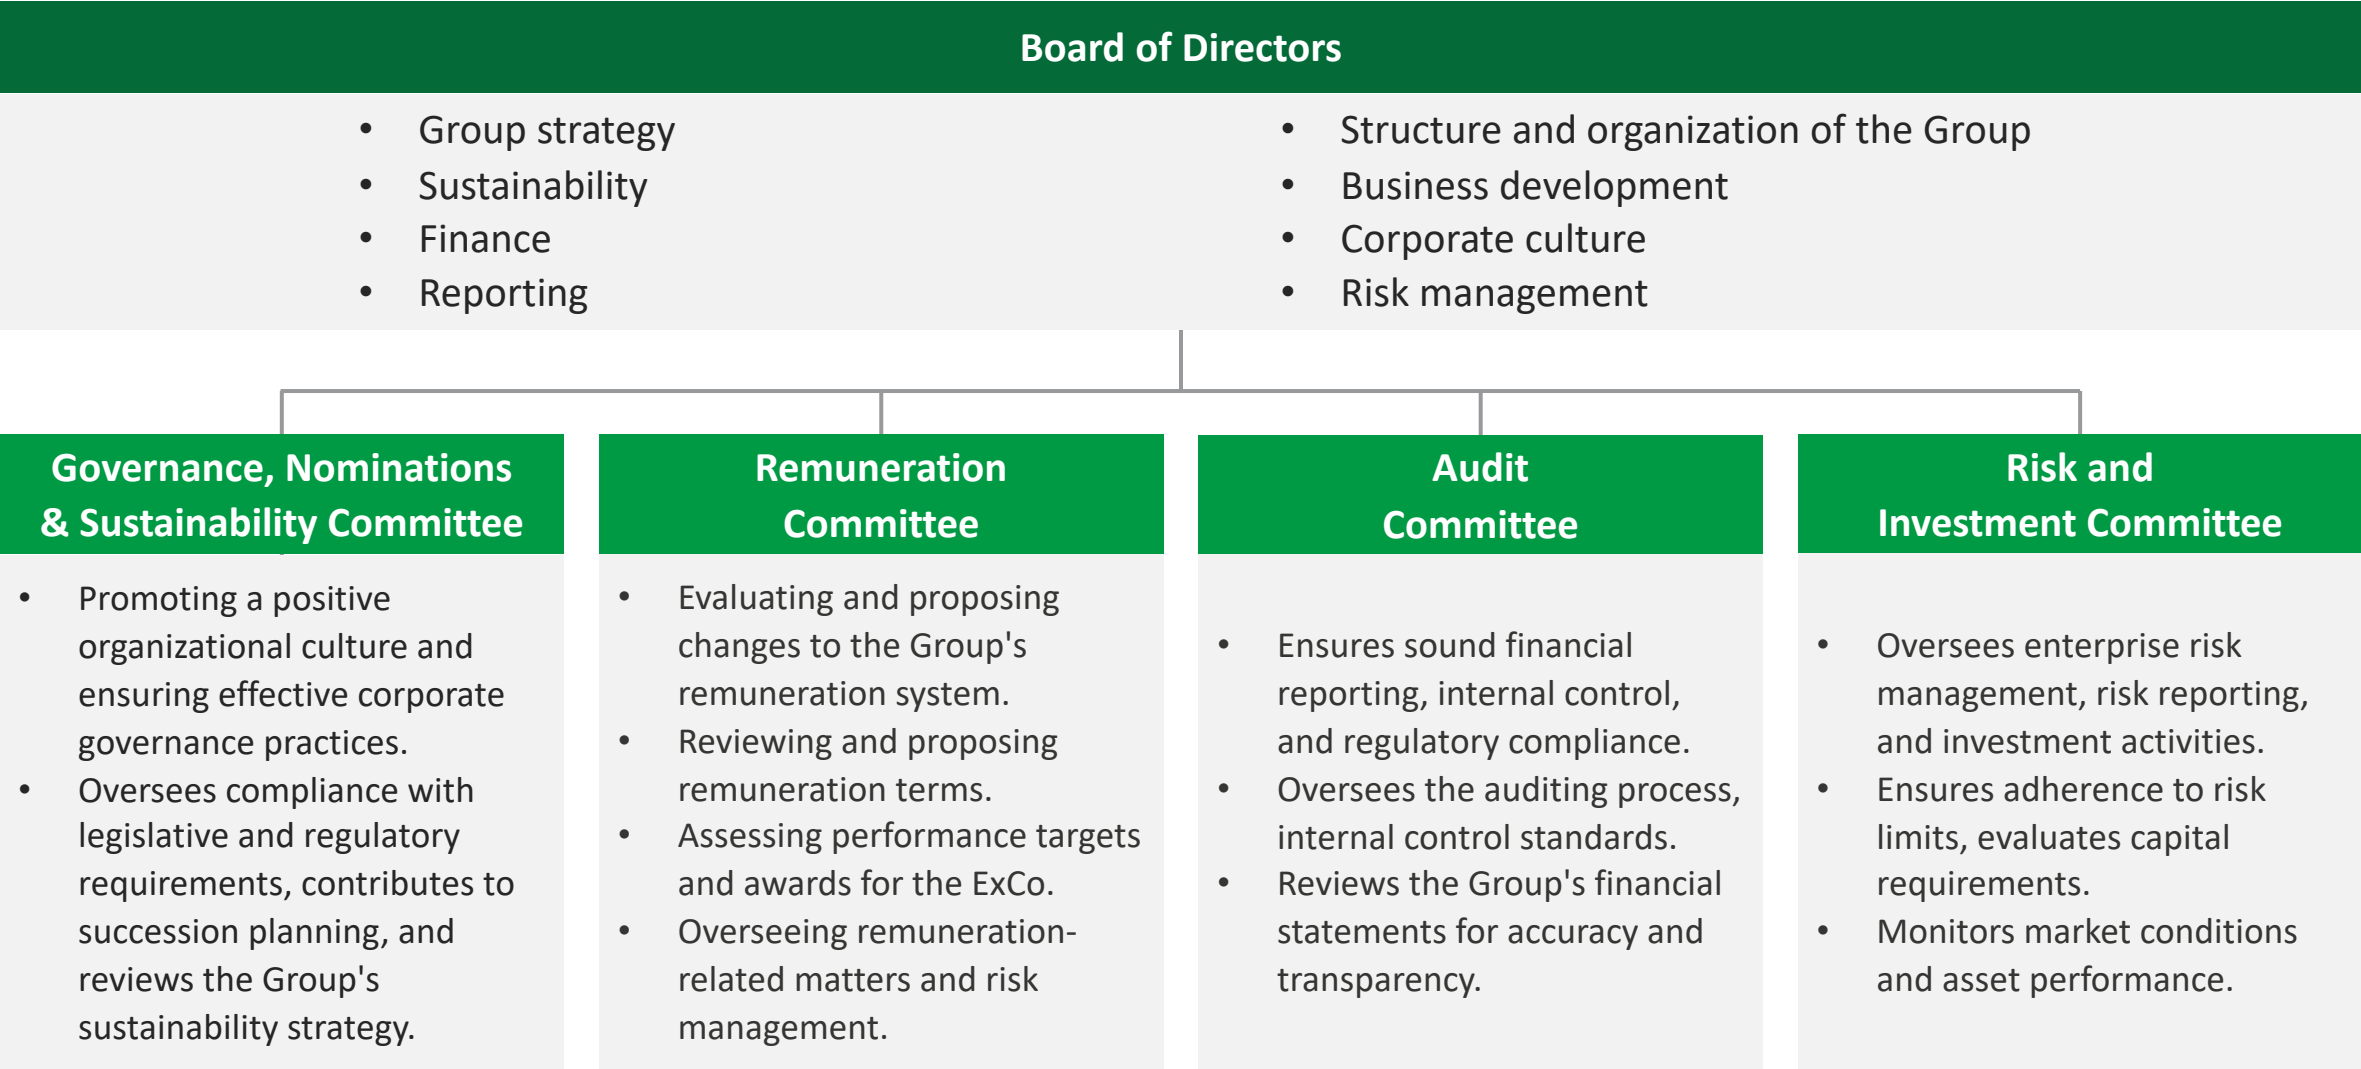 Board of Directors
• Group strategy
• Sustainability
• Finance
• Reporting
• Structure and organization of the Group
• Business development
• Corporate culture
• Risk management
Governance, Nominations
& Sustainability Committee
• Promoting a positive
organizational culture and
ensuring effective corporate
governance practices.
• Oversees compliance with
legislative and regulatory
requirements, contributes to
succession planning, and
reviews the Group's
sustainability strategy.
Remuneration
Committee
• Evaluating and proposing
changes to the Group's
remuneration system.
• Reviewing and proposing
remuneration terms.
• Assessing performance targets
and awards for the ExCo.
• Overseeing remuneration-
related matters and risk
management.
Audit
Committee
• Ensures sound financial
reporting, internal control,
and regulatory compliance.
• Oversees the auditing process,
internal control standards.
• Reviews the Group's financial
statements for accuracy and
transparency.
Risk and
Investment Committee
• Oversees enterprise risk
management, risk reporting,
and investment activities.
• Ensures adherence to risk
limits, evaluates capital
requirements.
• Monitors market conditions
and asset performance.